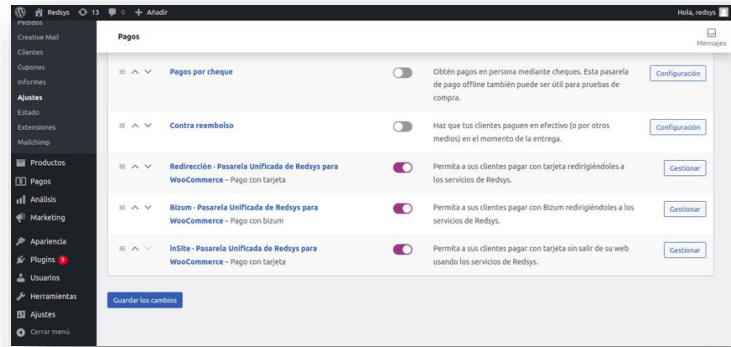 Redsys 13 0 Añadir Hola, redsys
Pedidos
Creative Mail
Clientes
Cupones
Informes
Ajustes
Estado
Extensiones
Mailchimp
Productos
Pagos
Análisis
Marketing
Apariencia
Plugins 9
Usuarios
Herramientas
Ajustes
Cerrar menú
Pagos
Mensajes
Pagos por cheque
Obtén pagos en persona mediante cheques. Esta pasarela
de pago offline también puede ser útil para pruebas de
compra.
Configuración
Contra reembolso
Haz que tus clientes paguen en efectivo (o por otros
medios) en el momento de la entrega.
Configuración
Redirección - Pasarela Unificada de Redsys para
WooCommerce – Pago con tarjeta
Permita a sus clientes pagar con tarjeta redirigiéndoles a
los servicios de Redsys.
Gestionar
Bizum - Pasarela Unificada de Redsys para
WooCommerce – Pago con bizum
Permita a sus clientes pagar con Bizum redirigiéndoles a los
servicios de Redsys.
Gestionar
InSite - Pasarela Unificada de Redsys para
WooCommerce – Pago con tarjeta
Permita a sus clientes pagar con tarjeta sin salir de su web
usando los servicios de Redsys.
Gestionar
Guardar los cambios